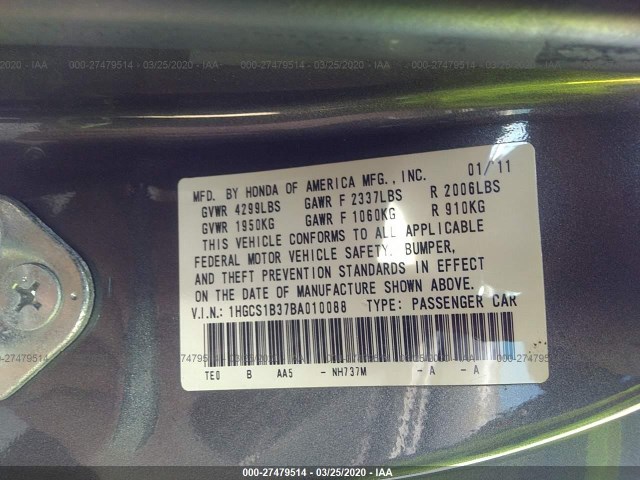 000-27479514 - 03/25/2020 - IAA
000-27479514 - 03/25/2020 - IAA
MFD. BY HONDA OF AMERICA MFG., INC. 01/11
GVWR 4299LBS GAWR F 2337LBS R 2006LBS
GVWR 1950KG GAWR F 1060KG R 910KG
THIS VEHICLE CONFORMS TO ALL APPLICABLE
FEDERAL MOTOR VEHICLE SAFETY, BUMPER,
AND THEFT PREVENTION STANDARDS IN EFFECT
ON THE DATE OF MANUFACTURE SHOWN ABOVE.
V.I.N.: 1HGCS1B37BA010088 TYPE: PASSENGER CAR
TE0 B AA5 - NH737M - A - A
000-27479514 - 03/25/2020 - IAA